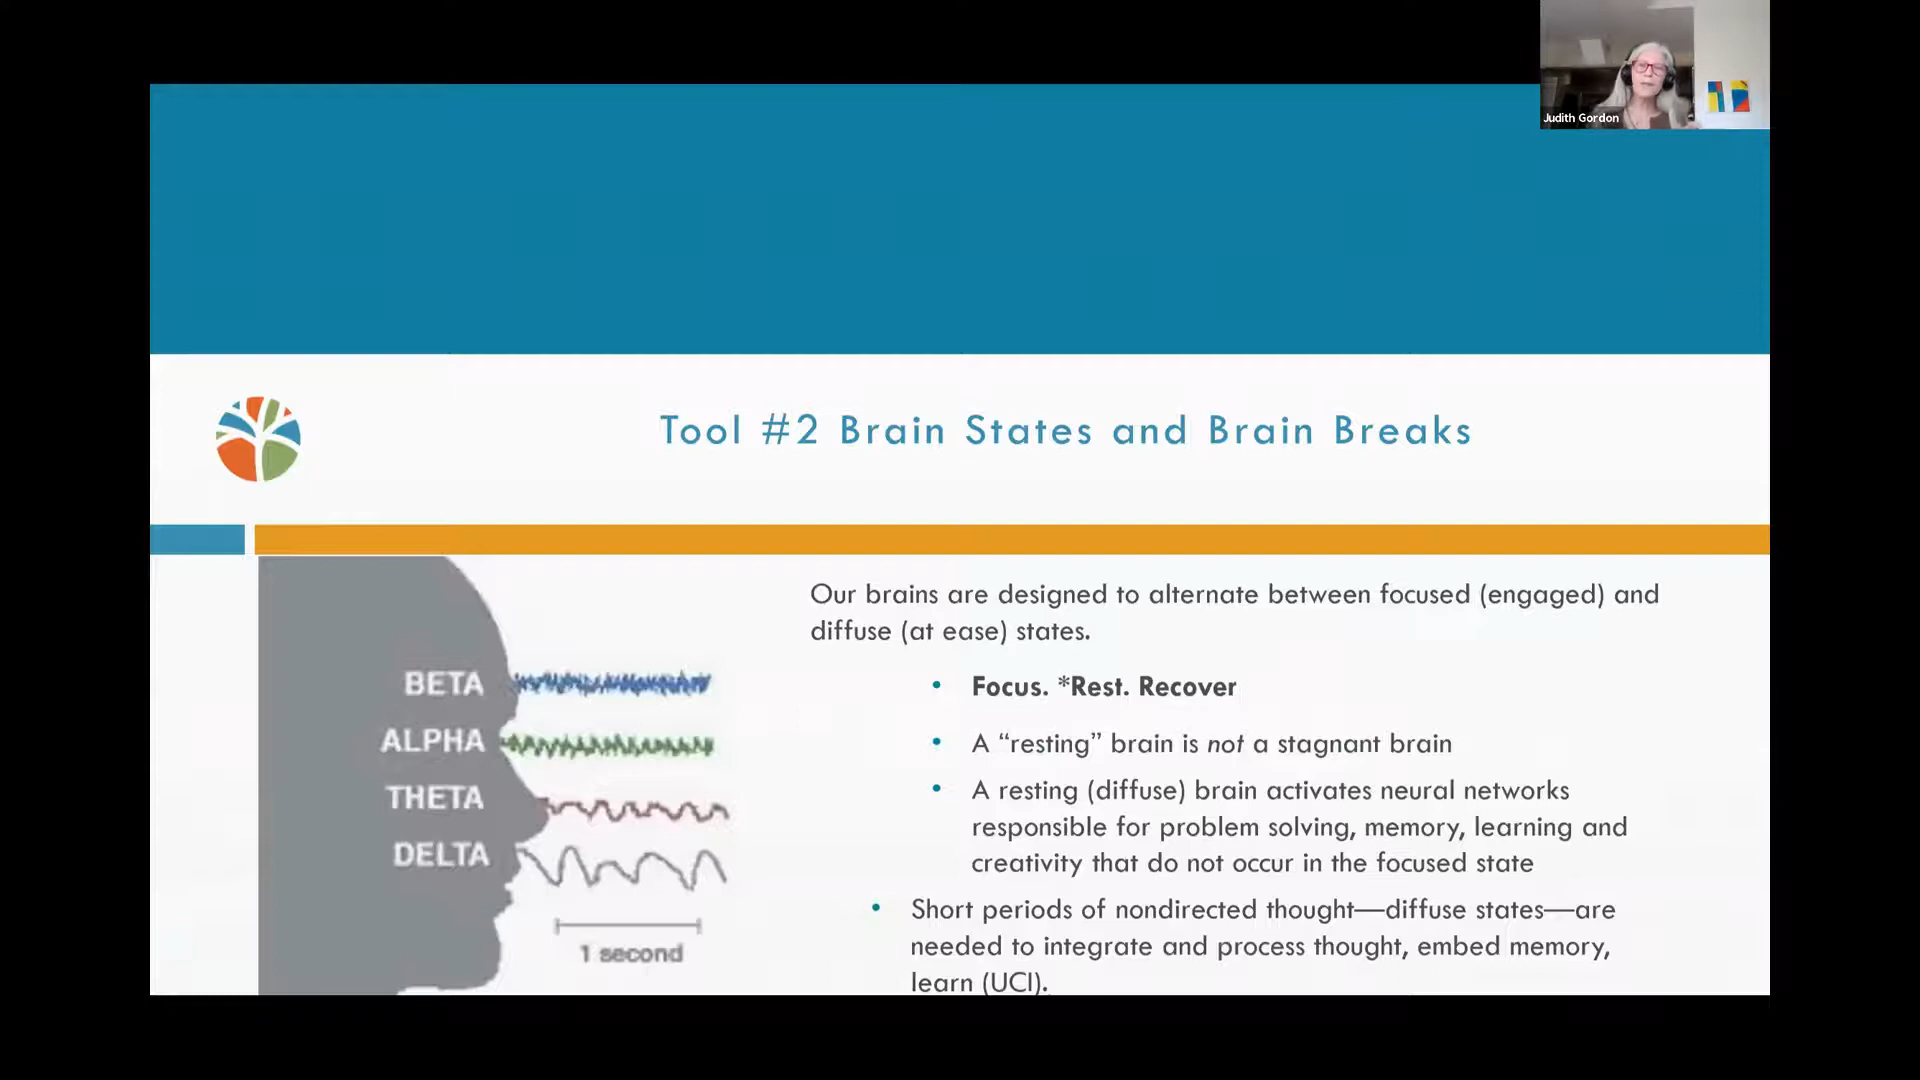 Judith Gordon
Tool #2 Brain States and Brain Breaks
BETA
ALPHA
THETA
DELTA
1 second
Our brains are designed to alternate between focused (engaged) and
diffuse (at ease) states.
• Focus. *Rest. Recover
• A “resting” brain is not a stagnant brain
• A resting (diffuse) brain activates neural networks
responsible for problem solving, memory, learning and
creativity that do not occur in the focused state
• Short periods of nondirected thought—diffuse states—are
needed to integrate and process thought, embed memory,
learn (UCI).